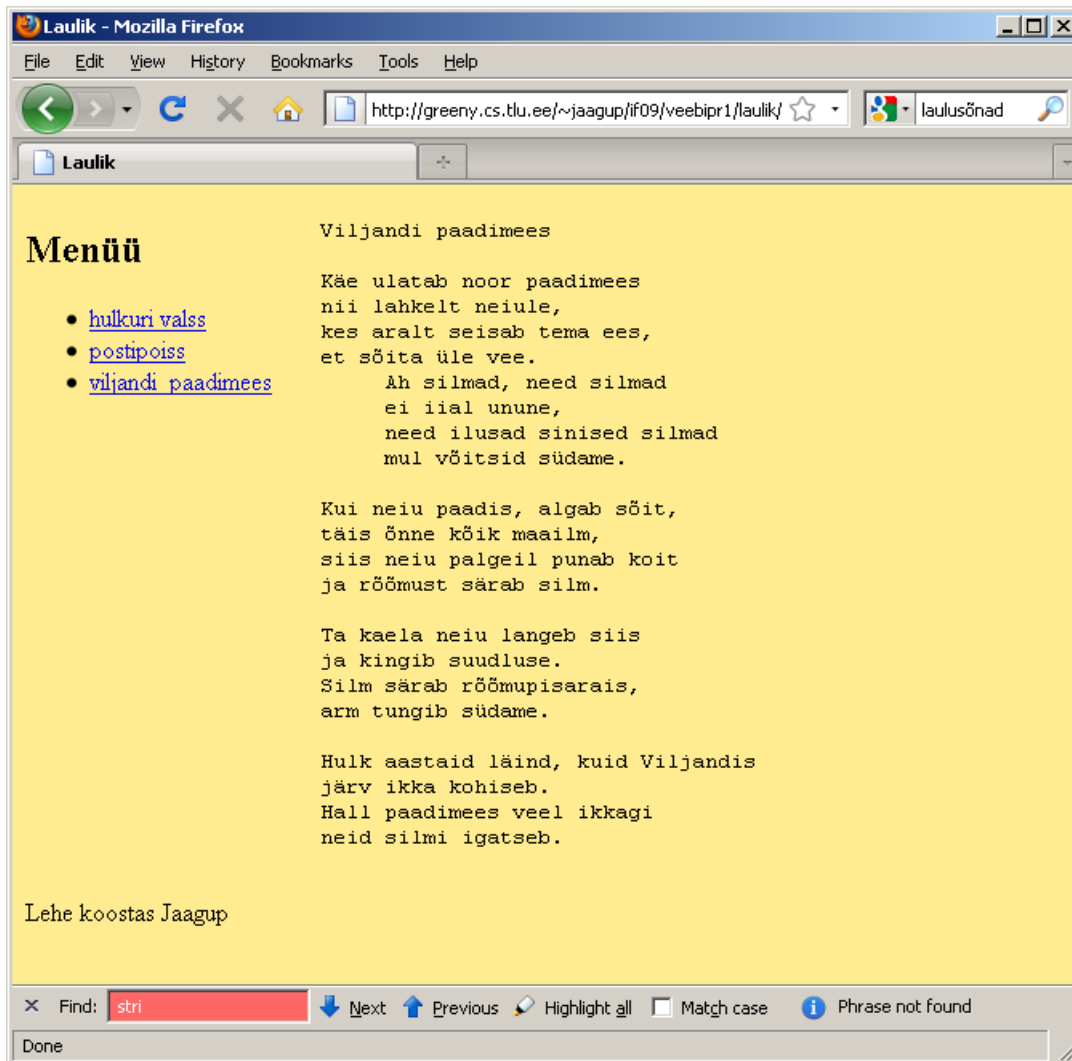 Laulik - Mozilla Firefox
File Edit View History Bookmarks Tools Help
http://greeny.cs.tlu.ee/~jaagup/if09/veebipr1/laulik/ laulusõnad
Laulik
Menüü
hulkuri valss
postipoiss
viljandi paadimees
Viljandi paadimees
Käe ulatab noor paadimees
nii lahkelt neiule,
kes aralt seisab tema ees,
et sõita üle vee.
Ah silmad, need silmad
ei iial unune,
need ilusad sinised silmad
mul võitsid südame.
Kui neiu paadis, algab sõit,
täis õnne kõik maailm,
siis neiu palgeil punab koit
ja rõõmust särab silm.
Ta kaela neiu langeb siis
ja kingib suudluse.
Silm särab rõõmupisarais,
arm tungib südame.
Hulk aastaid läind, kuid Viljandis
järv ikka kohiseb.
Hall paadimees veel ikkagi
neid silmi igatseb.
Lehe koostas Jaagup
Find: stri Next Previous Highlight all Match case Phrase not found
Done